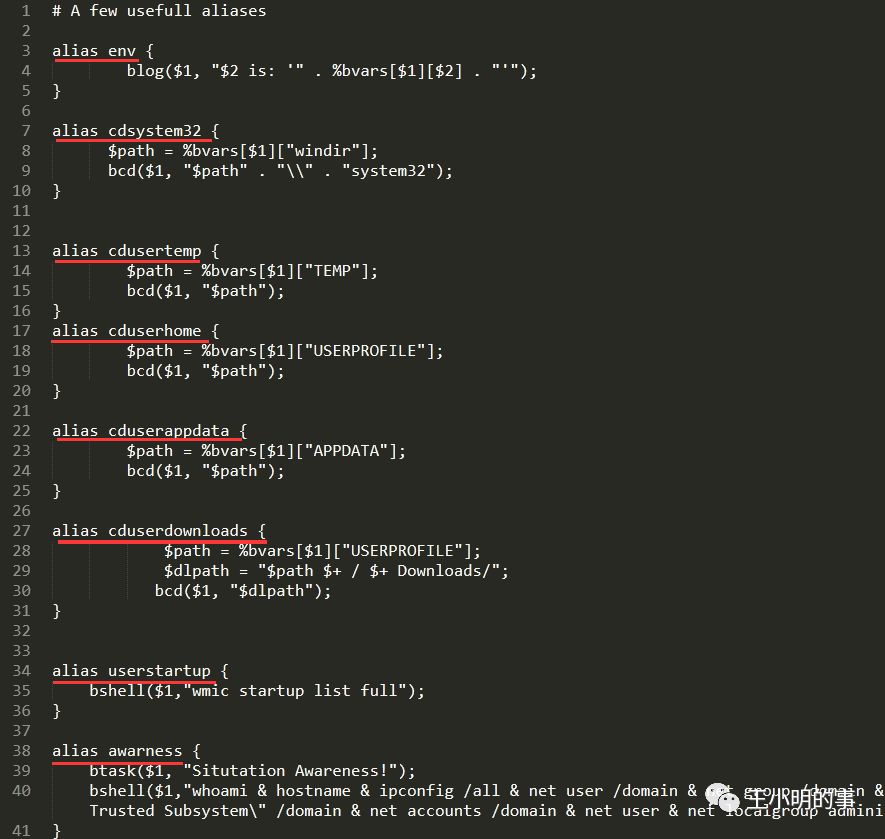 1 # A few usefull aliases
2
3 alias env {
4 blog($1, "$2 is: '" . %bvars[$1][$2] . "'");
5 }
6
7 alias cdsystem32 {
8 $path = %bvars[$1]["windir"];
9 bcd($1, "$path" . "\\" . "system32");
10 }
11
12
13 alias cdusertemp {
14 $path = %bvars[$1]["TEMP"];
15 bcd($1, "$path");
16 }
17 alias cduserhome {
18 $path = %bvars[$1]["USERPROFILE"];
19 bcd($1, "$path");
20 }
21
22 alias cduserappdata {
23 $path = %bvars[$1]["APPDATA"];
24 bcd($1, "$path");
25 }
26
27 alias cduserdownloads {
28 $path = %bvars[$1]["USERPROFILE"];
29 $dlpath = "$path $+ / $+ Downloads/";
30 bcd($1, "$dlpath");
31 }
32
33
34 alias userstartup {
35 bshell($1,"wmic startup list full");
36 }
37
38 alias awarness {
39 btask($1, "Situtation Awareness!");
40 bshell($1,"whoami & hostname & ipconfig /all & net user /domain & net group /domain &
Trusted Subsystem\" /domain & net accounts /domain & net user & net localgroup admini
41 }
王小明的事